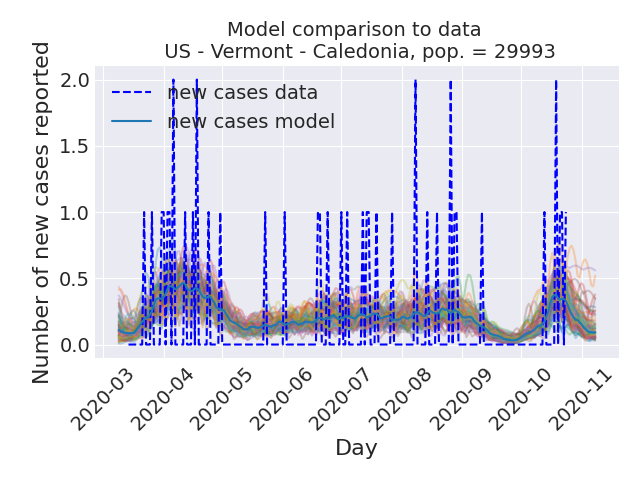 Model comparison to data
US - Vermont - Caledonia, pop. = 29993
Number of new cases reported
2.0
1.5
1.0
0.5
0.0
new cases data
new cases model
2020-03
2020-04
2020-05
2020-06
2020-07
2020-08
2020-09
2020-10
2020-11
Day